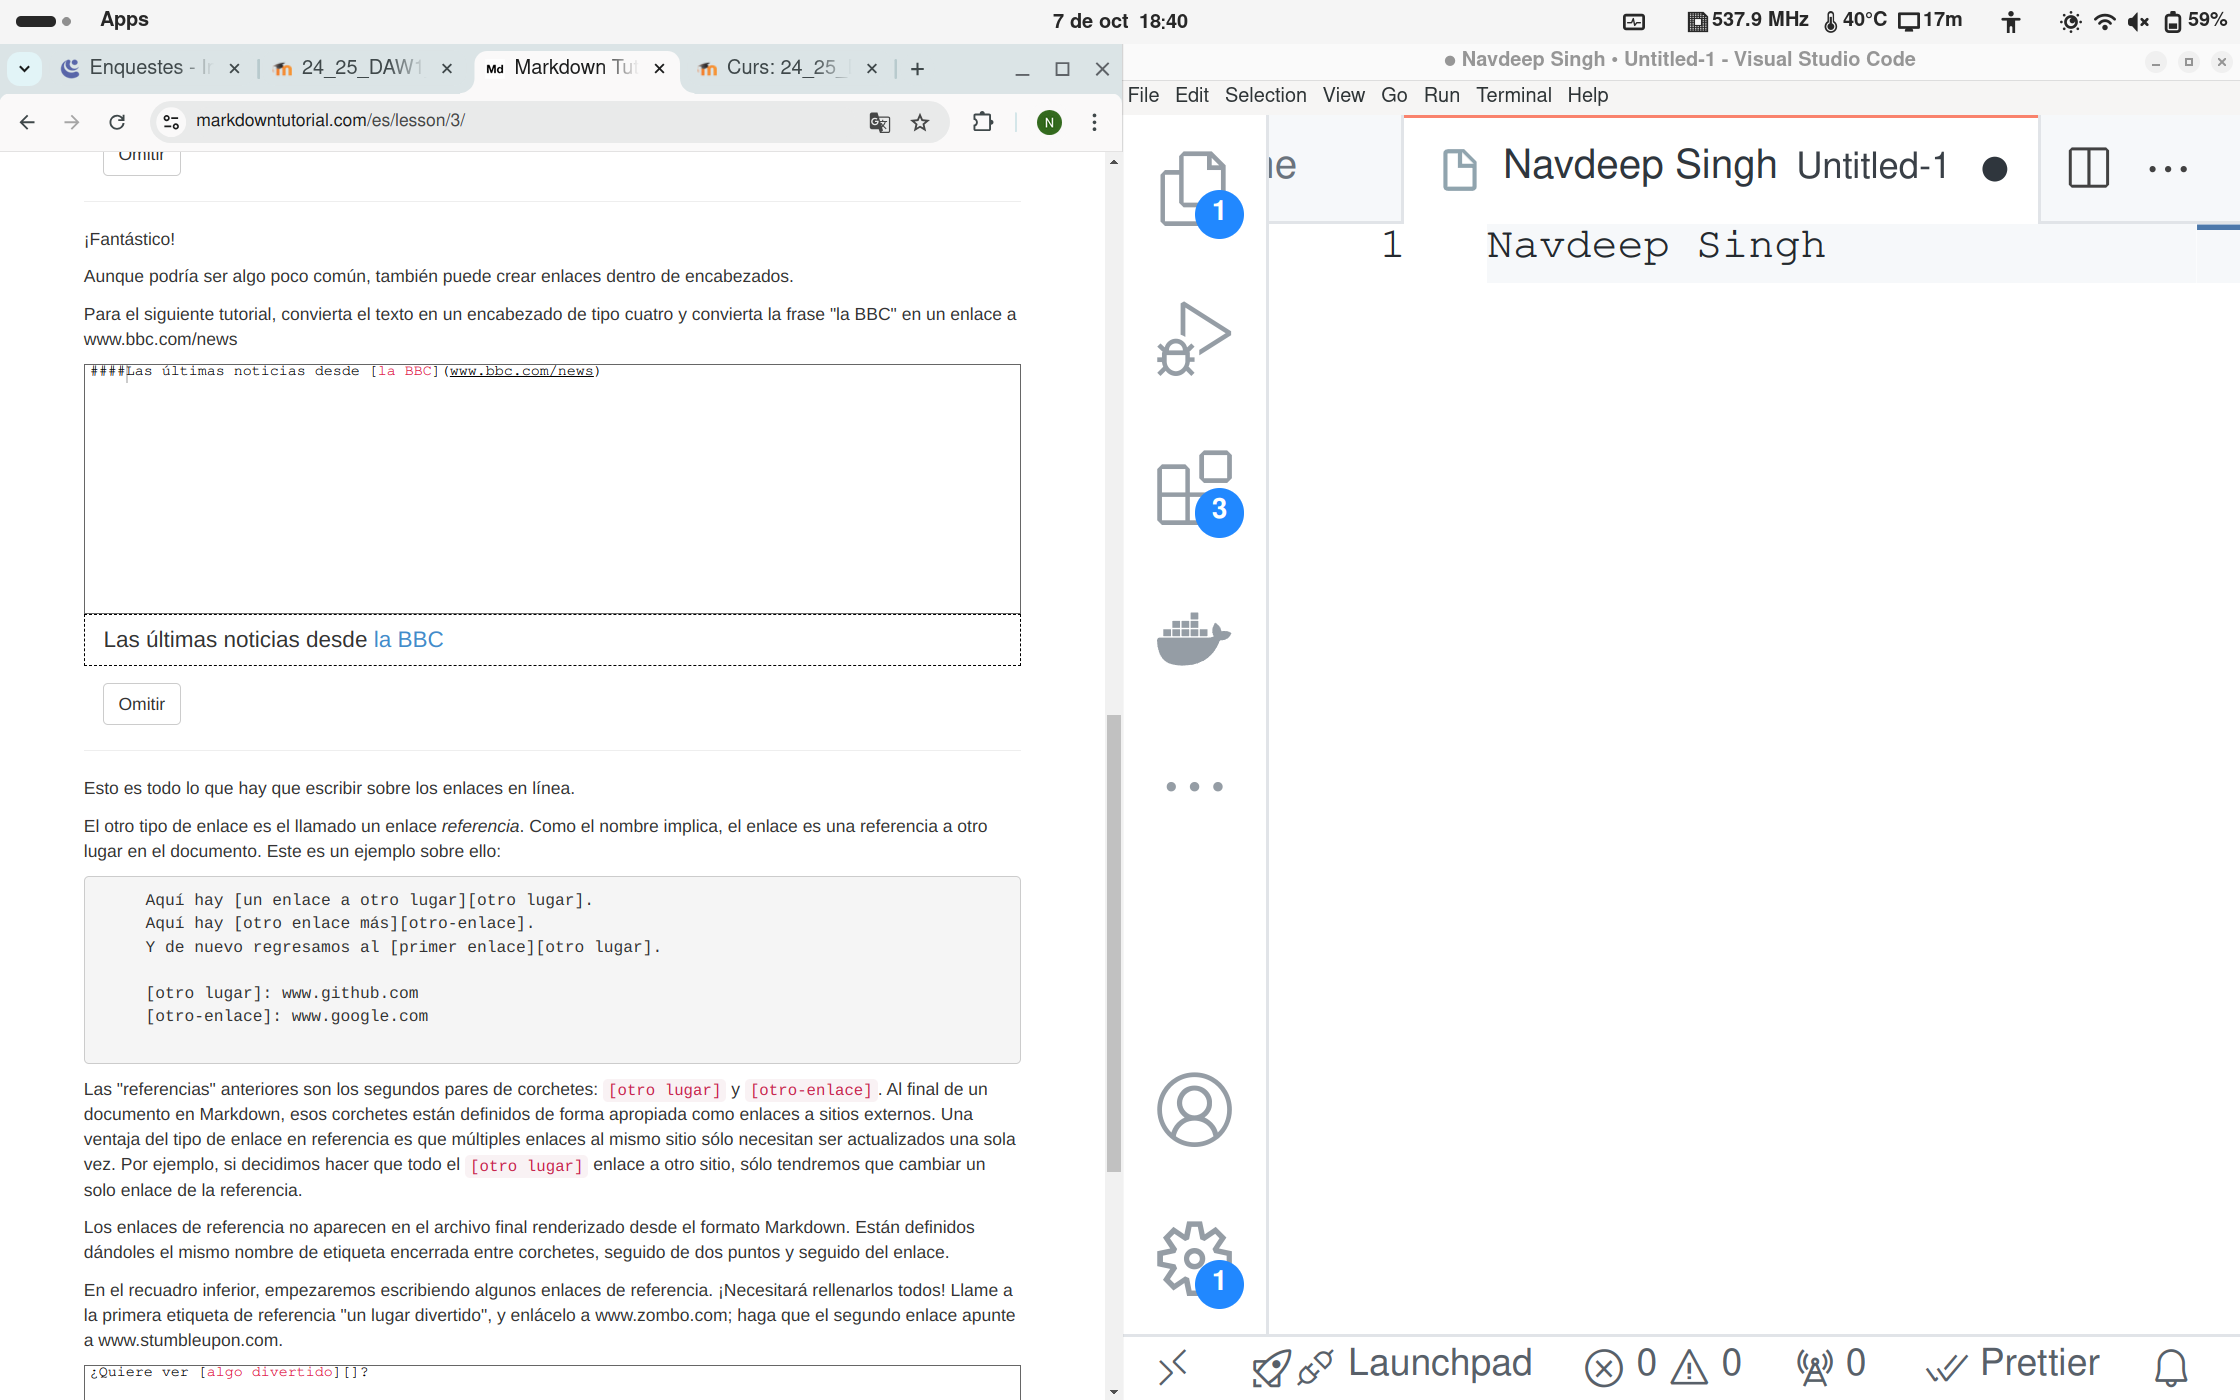 Apps
7 de oct 18:40
537.9 MHz 40°C 17m 59%
Enquestes - I
24_25_DAW1
Md Markdown Tut
Curs: 24_25_
markdowntutorial.com/es/lesson/3/
N
Omitir
¡Fantástico!
Aunque podría ser algo poco común, también puede crear enlaces dentro de encabezados.
Para el siguiente tutorial, convierta el texto en un encabezado de tipo cuatro y convierta la frase "la BBC" en un enlace a
www.bbc.com/news
####Las últimas noticias desde [la BBC](www.bbc.com/news)
Las últimas noticias desde la BBC
Omitir
Esto es todo lo que hay que escribir sobre los enlaces en línea.
El otro tipo de enlace es el llamado un enlace referencia. Como el nombre implica, el enlace es una referencia a otro
lugar en el documento. Este es un ejemplo sobre ello:
Aquí hay [un enlace a otro lugar][otro lugar].
Aquí hay [otro enlace más][otro-enlace].
Y de nuevo regresamos al [primer enlace][otro lugar].
[otro lugar]: www.github.com
[otro-enlace]: www.google.com
Las "referencias" anteriores son los segundos pares de corchetes: [otro lugar] y [otro-enlace]. Al final de un
documento en Markdown, esos corchetes están definidos de forma apropiada como enlaces a sitios externos. Una
ventaja del tipo de enlace en referencia es que múltiples enlaces al mismo sitio sólo necesitan ser actualizados una sola
vez. Por ejemplo, si decidimos hacer que todo el [otro lugar] enlace a otro sitio, sólo tendremos que cambiar un
solo enlace de la referencia.
Los enlaces de referencia no aparecen en el archivo final renderizado desde el formato Markdown. Están definidos
dándoles el mismo nombre de etiqueta encerrada entre corchetes, seguido de dos puntos y seguido del enlace.
En el recuadro inferior, empezaremos escribiendo algunos enlaces de referencia. ¡Necesitará rellenarlos todos! Llame a
la primera etiqueta de referencia "un lugar divertido", y enlácelo a www.zombo.com; haga que el segundo enlace apunte
a www.stumbleupon.com.
¿Quiere ver [algo divertido][]?
● Navdeep Singh • Untitled-1 - Visual Studio Code
File Edit Selection View Go Run Terminal Help
ne
Navdeep Singh Untitled-1
1 Navdeep Singh
1
3
1
Launchpad 0 0 0 Prettier